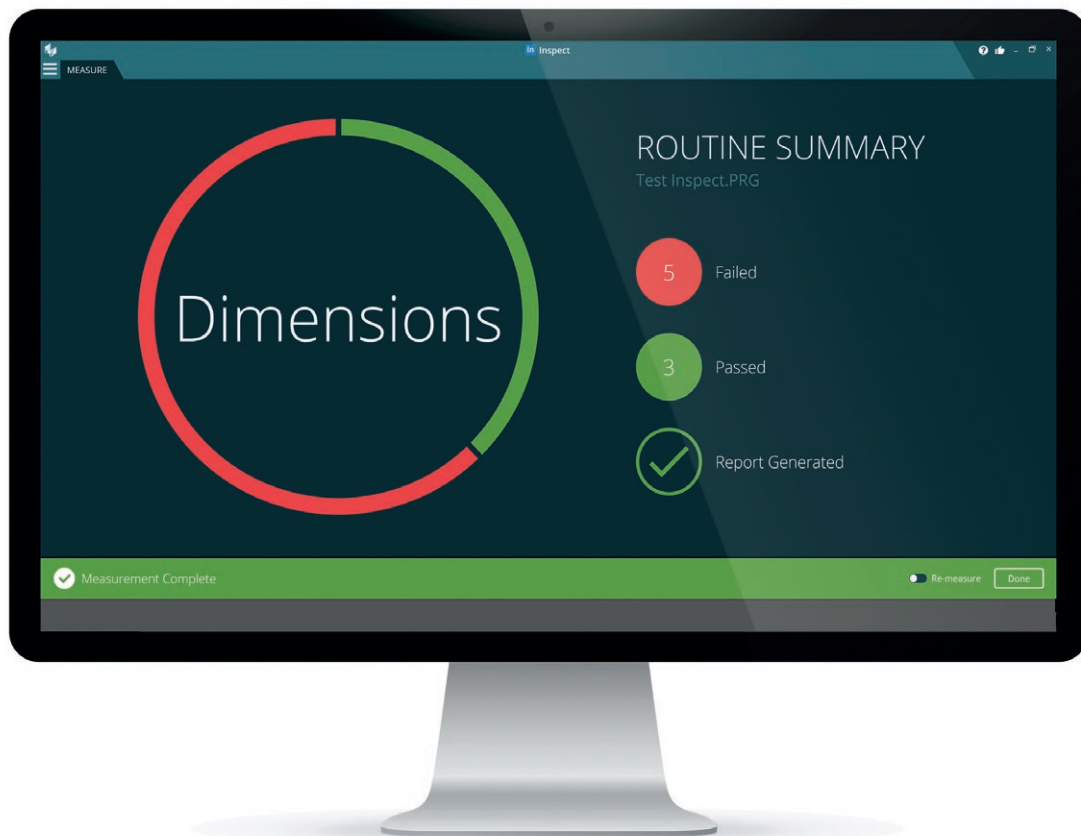 In Inspect
MEASURE
Dimensions
ROUTINE SUMMARY
Test Inspect.PRG
5 Failed
3 Passed
Report Generated
Measurement Complete
Re-measure Done